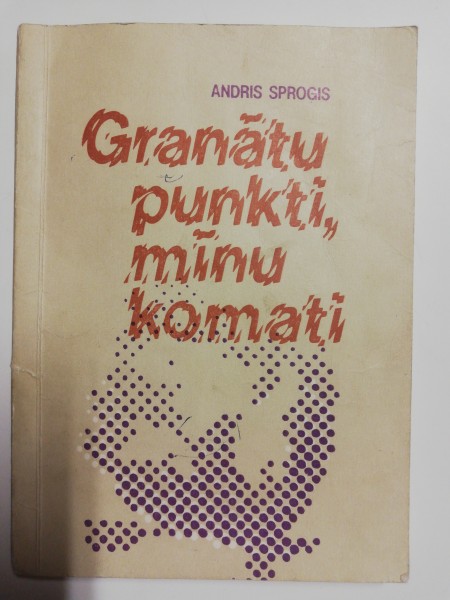 ANDRIS SPROGIS
Granātu
punkti,
mīnu
komati